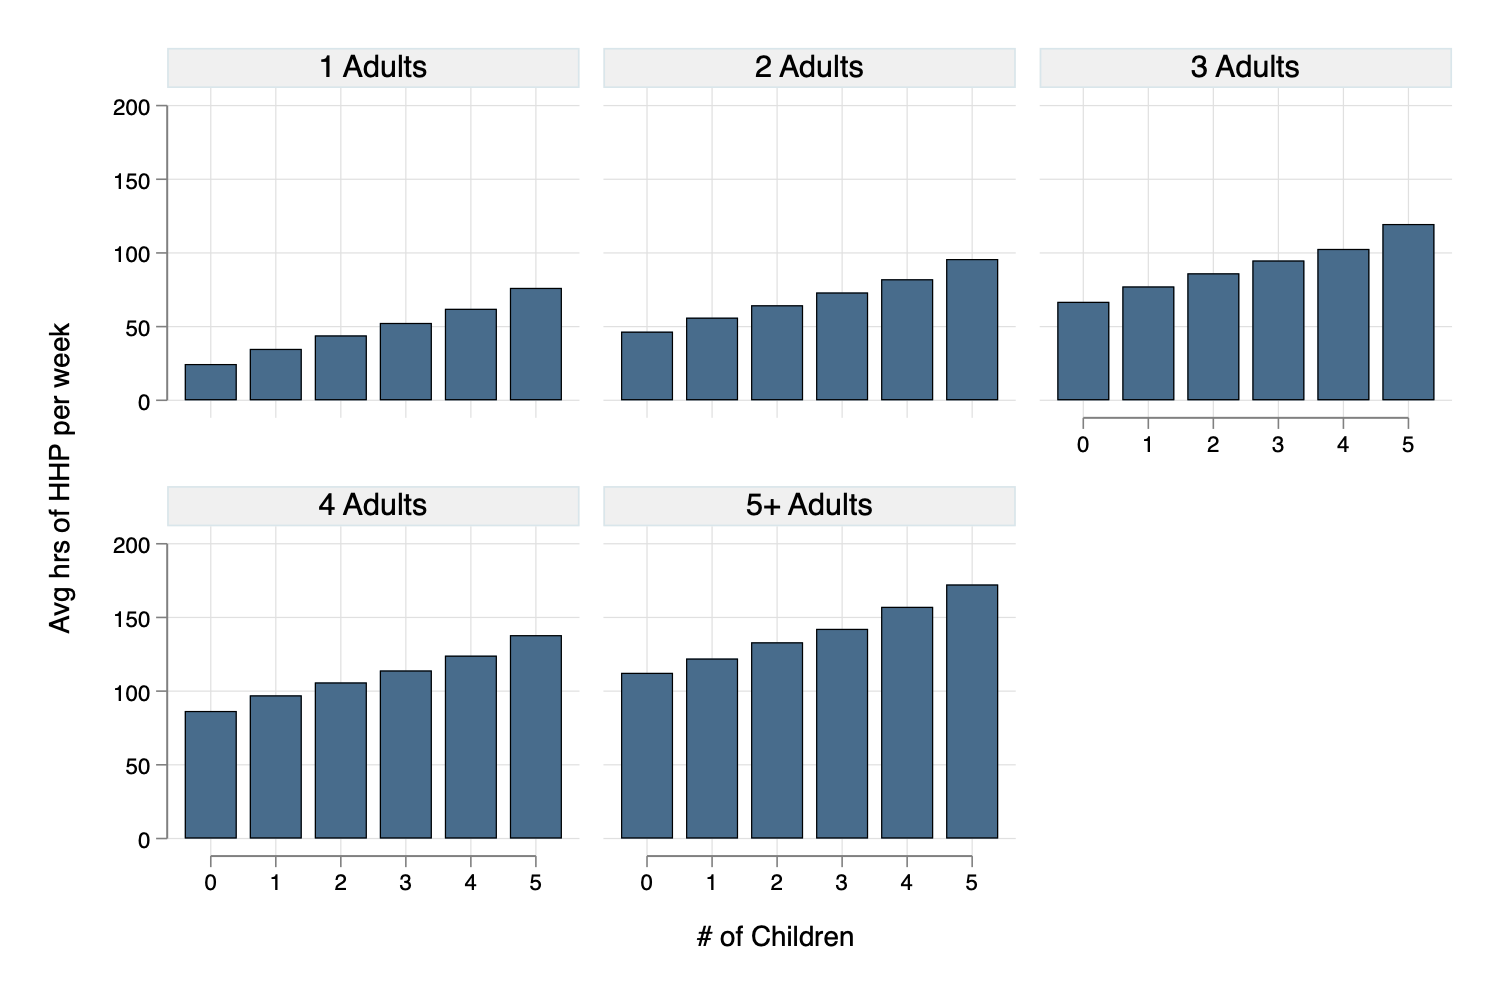 1 Adults
2 Adults
3 Adults
200
150
100
50
0
0 1 2 3 4 5
4 Adults
5+ Adults
200
150
100
50
0
0 1 2 3 4 5
0 1 2 3 4 5
Avg hrs of HHP per week
# of Children